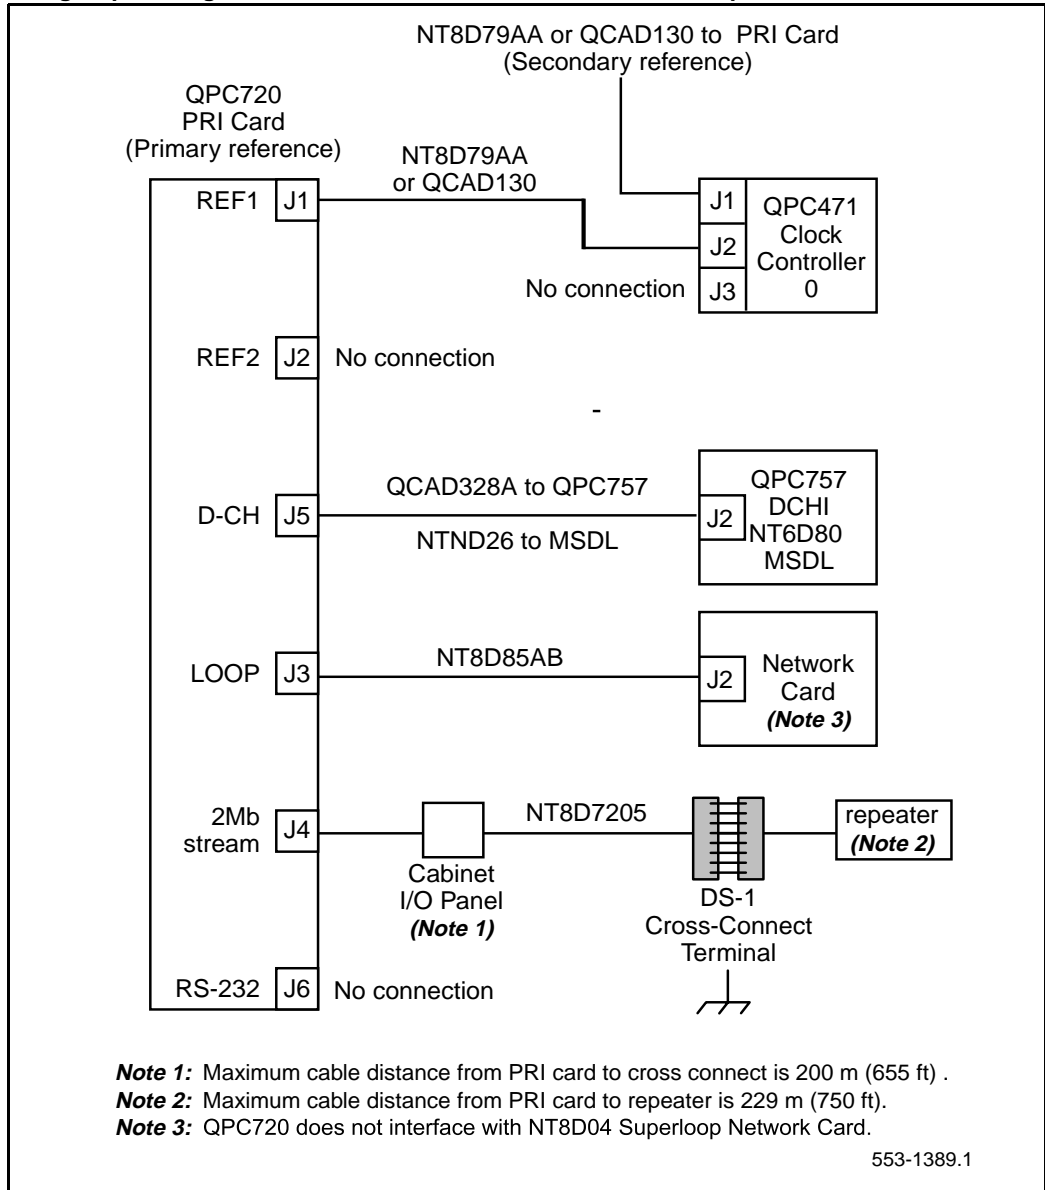 NT8D79AA or QCAD130 to PRI Card
(Secondary reference)
QPC720
PRI Card
(Primary reference)
NT8D79AA
or QCAD130
REF1 J1
J1
J2
No connection J3
QPC471
Clock
Controller
0
REF2 J2 No connection
-
D-CH J5
QCAD328A to QPC757
NTND26 to MSDL
J2
QPC757
DCHI
NT6D80
MSDL
LOOP J3
NT8D85AB
J2
Network
Card
(Note 3)
2Mb
stream
J4
Cabinet
I/O Panel
(Note 1)
NT8D7205
DS-1
Cross-Connect
Terminal
repeater
(Note 2)
RS-232 J6 No connection
Note 1: Maximum cable distance from PRI card to cross connect is 200 m (655 ft) .
Note 2: Maximum cable distance from PRI card to repeater is 229 m (750 ft).
Note 3: QPC720 does not interface with NT8D04 Superloop Network Card.
553-1389.1